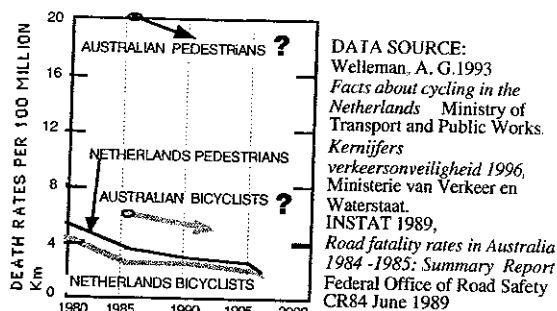 20
16
12
8
4
0
DEATH RATES PER 100 MILLION
Km
AUSTRALIAN PEDESTRiANS ?
NETHERLANDS PEDESTRIANS
AUSTRALIAN BICYCLISTS ?
NETHERLANDS BICYCLISTS
1980 1985 1990 1995 2000
DATA SOURCE:
Welleman, A. G.1993
Facts about cycling in the
Netherlands Ministry of
Transport and Public Works.
Kernijfers
verkeersonveiligheid 1996,
Ministerie van Verkeer en
Waterstaat.
INSTAT 1989,
Road fatality rates in Australia
1984 -1985: Summary Report
Federal Office of Road Safety
CR84 June 1989